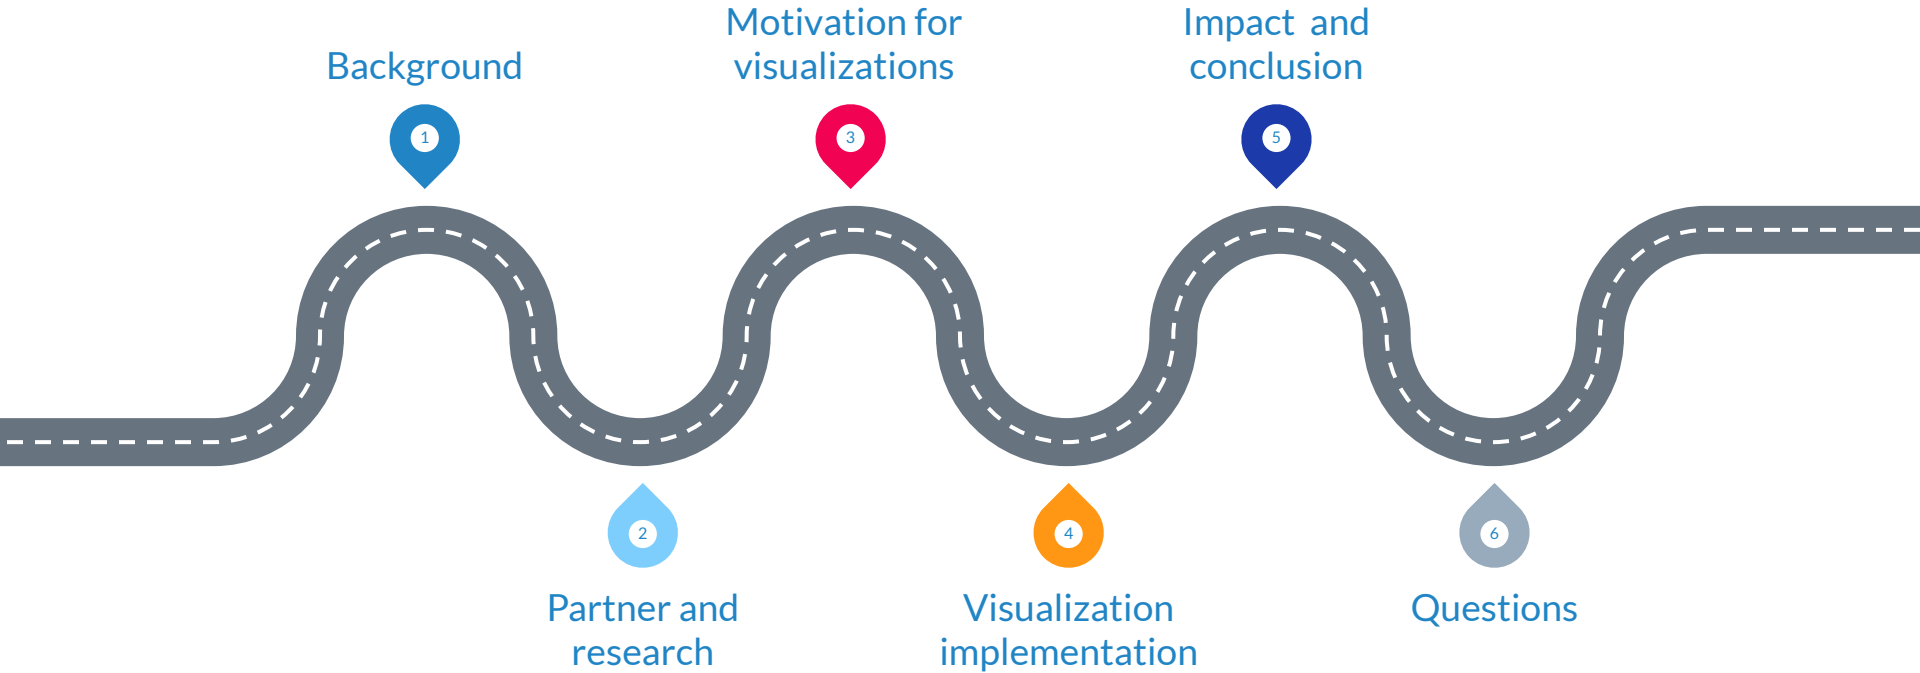 Background
1
Partner and
research
2
Motivation for
visualizations
3
Visualization
implementation
4
Impact and
conclusion
5
Questions
6